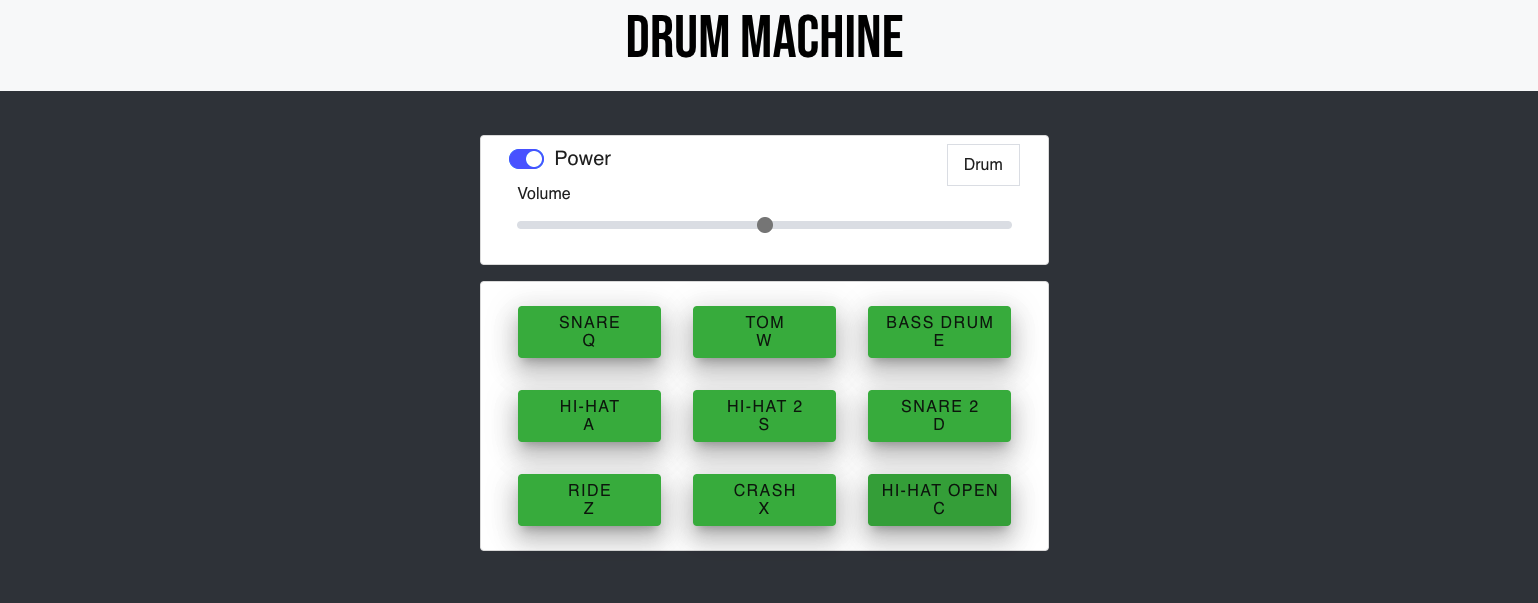 DRUM MACHINE
Power
Drum
Volume
SNARE
Q
TOM
W
BASS DRUM
E
HI-HAT
A
HI-HAT 2
S
SNARE 2
D
RIDE
Z
CRASH
X
HI-HAT OPEN
C